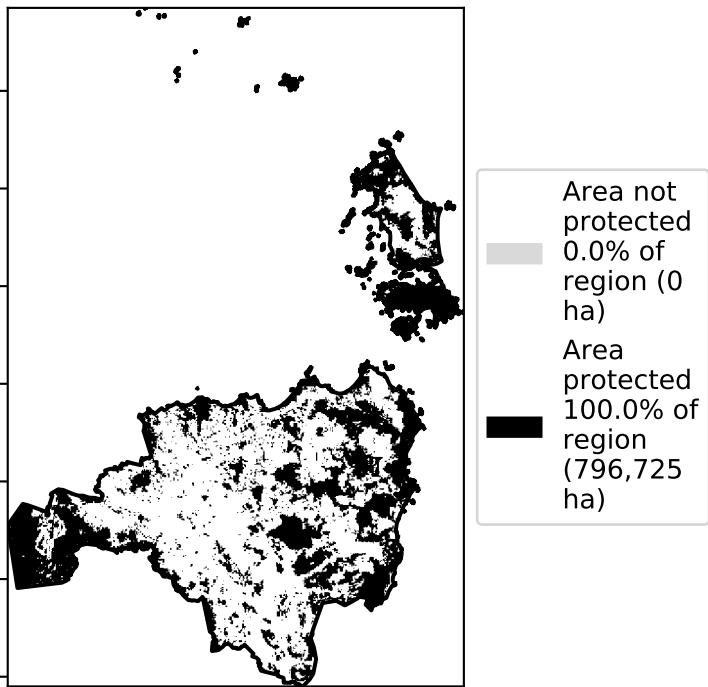 Area not
protected
0.0% of
region (0
ha)
Area
protected
100.0% of
region
(796,725
ha)